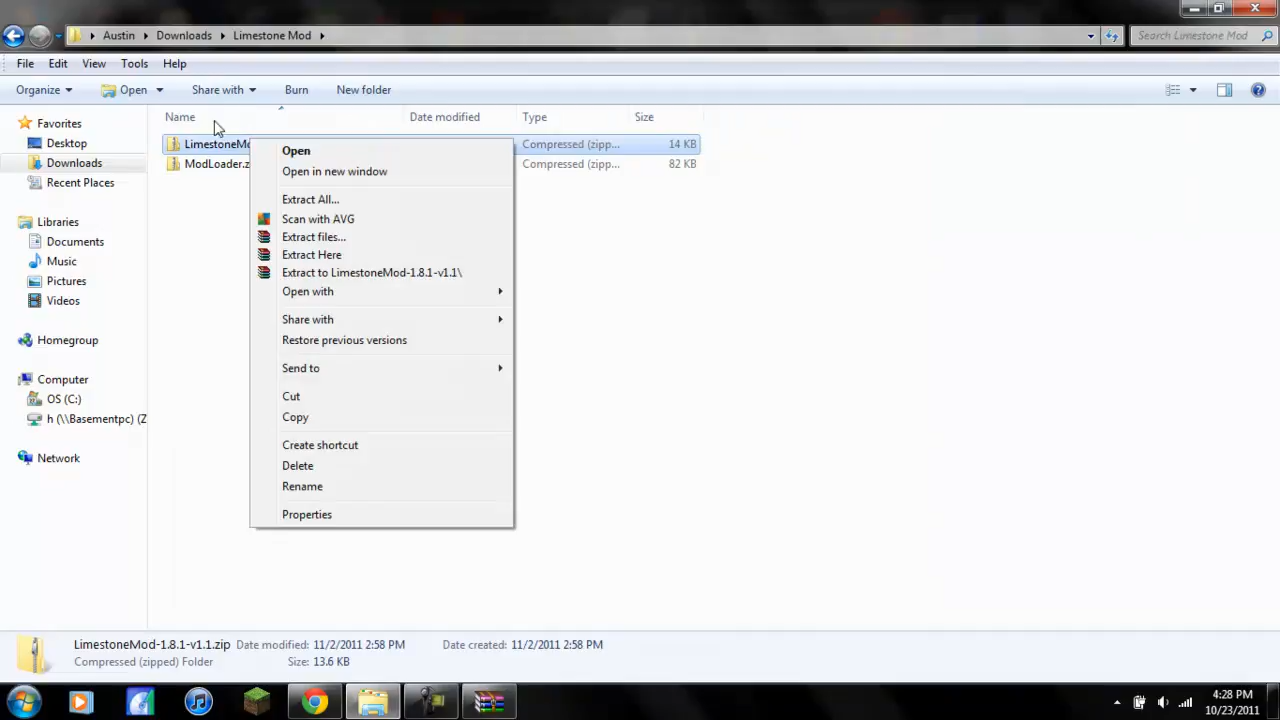 Austin Downloads Limestone Mod
Search Limestone Mod
File Edit View Tools Help
Organize Open Share with Burn New folder
Name Date modified Type Size
LimestoneMo Compressed (zipp... 14 KB
ModLoader.z Compressed (zipp... 82 KB
Favorites
Desktop
Downloads
Recent Places
Libraries
Documents
Music
Pictures
Videos
Homegroup
Computer
OS (C:)
h (\\Basementpc) (Z
Network
Open
Open in new window
Extract All...
Scan with AVG
Extract files...
Extract Here
Extract to LimestoneMod-1.8.1-v1.1\
Open with
Share with
Restore previous versions
Send to
Cut
Copy
Create shortcut
Delete
Rename
Properties
LimestoneMod-1.8.1-v1.1.zip Date modified: 11/2/2011 2:58 PM Date created: 11/2/2011 2:58 PM
Compressed (zipped) Folder Size: 13.6 KB
4:28 PM
10/23/2011